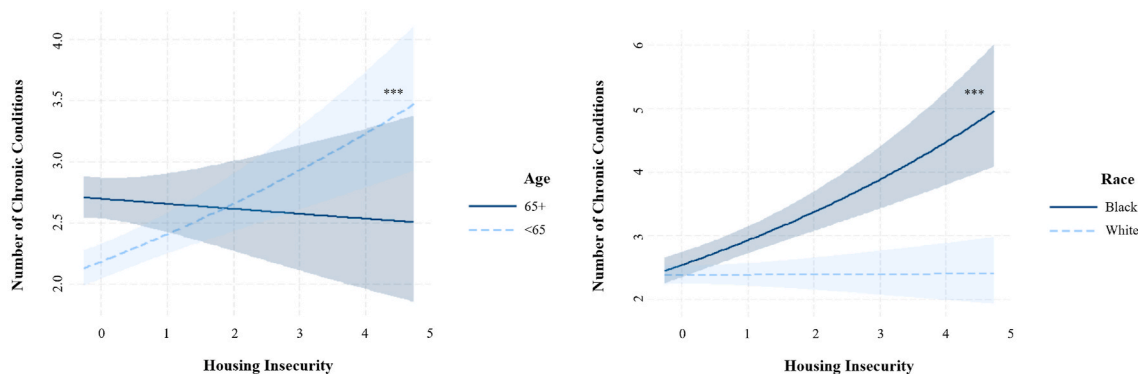 4.0
3.5
3.0
2.5
2.0
Number of Chronic Conditions
***
0 1 2 3 4 5
Housing Insecurity
Age
65+
<65
6
5
4
3
2
Number of Chronic Conditions
***
0 1 2 3 4 5
Housing Insecurity
Race
Black
White